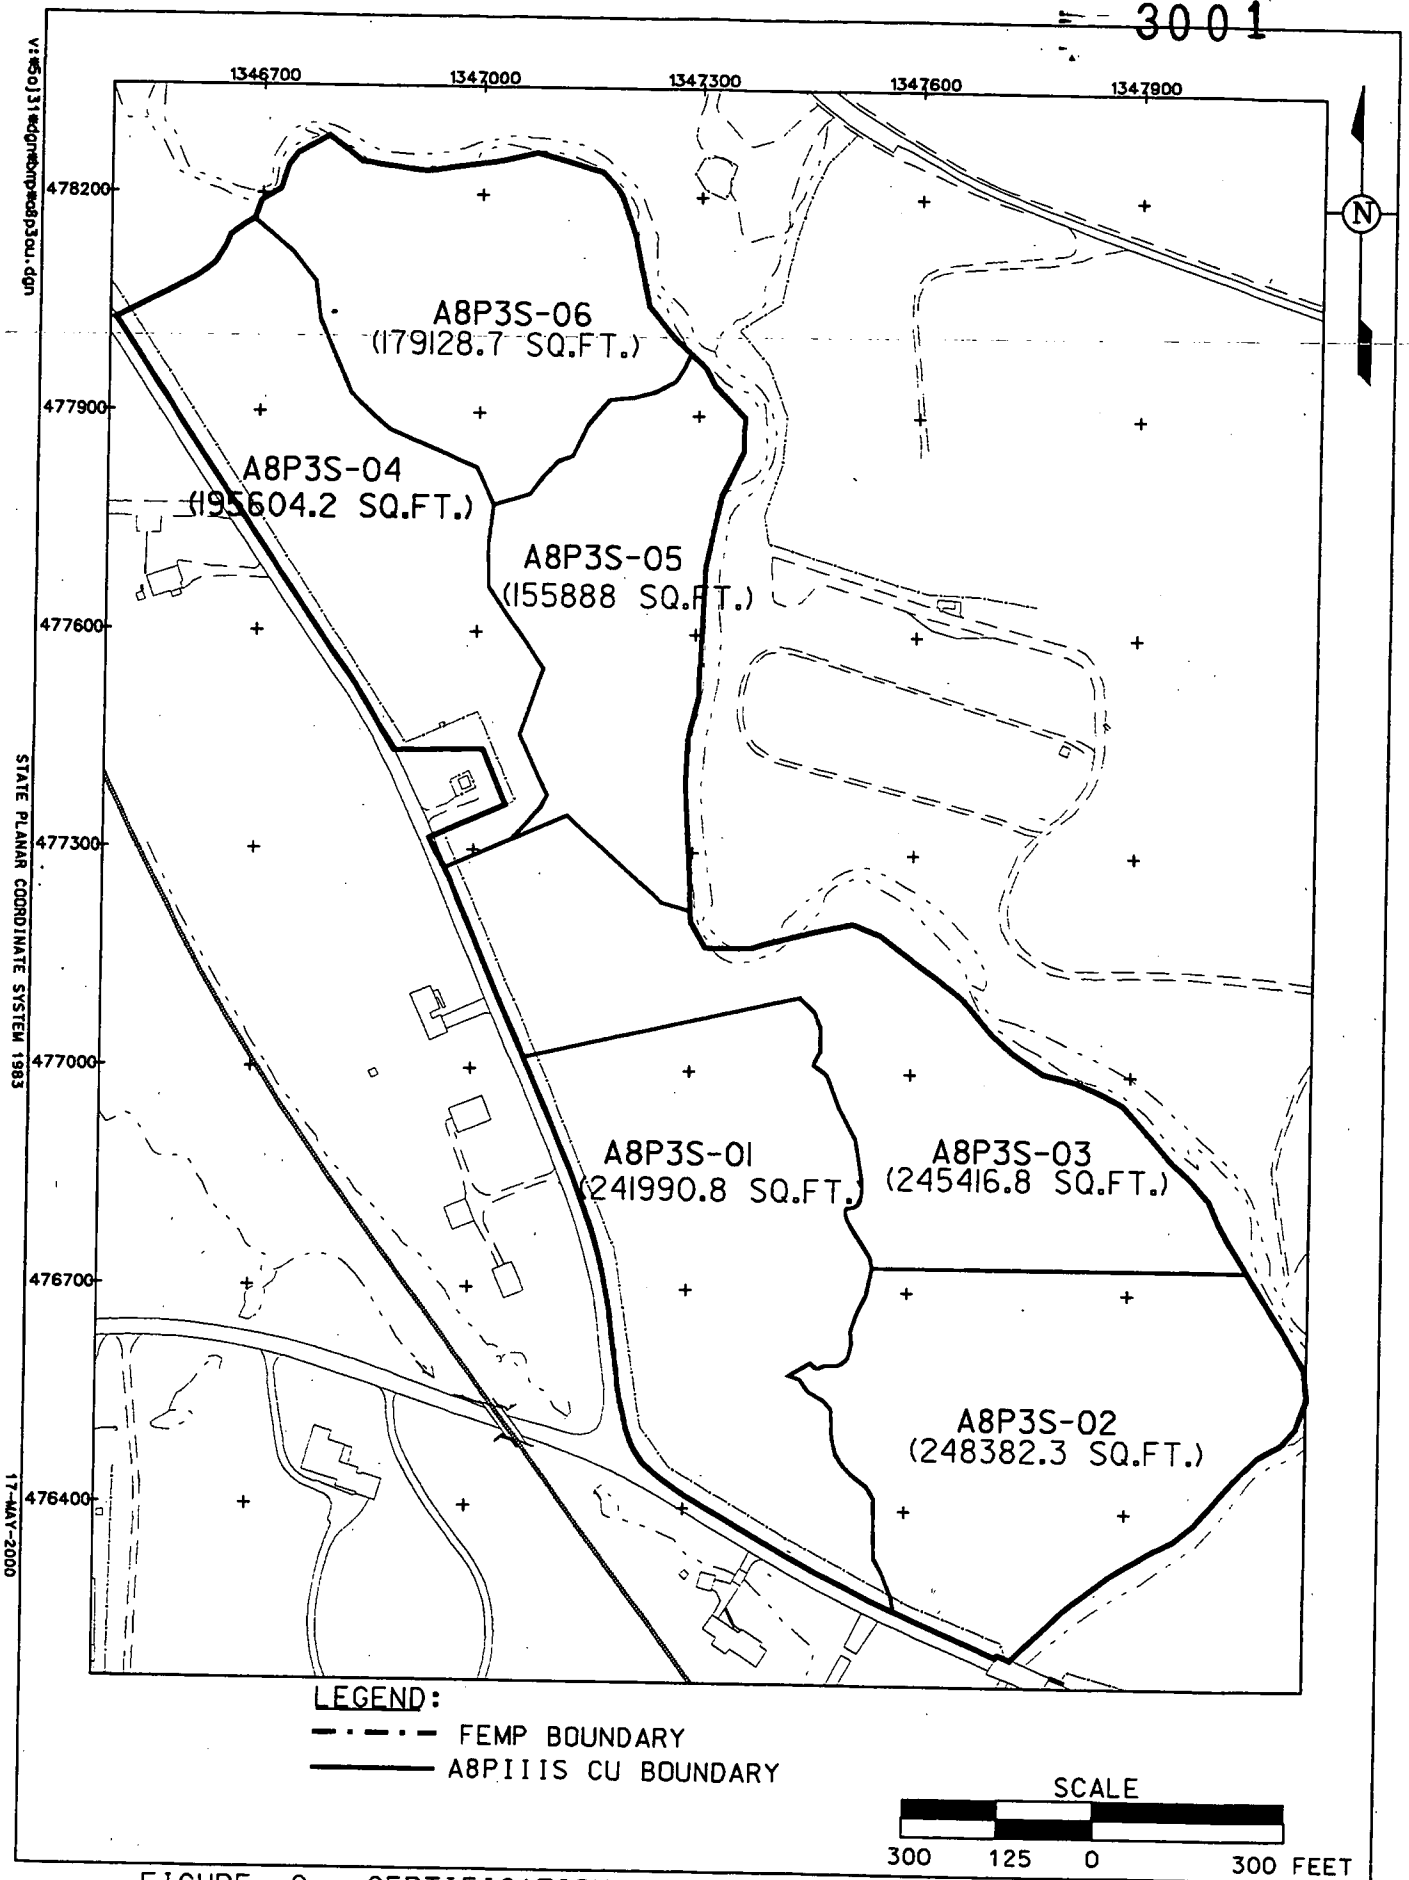 3001
1346700 1347000 1347300 1347600 1347900
478200
N
A8P3S-06
(179128.7 SQ.FT.)
477900
A8P3S-04
(195604.2 SQ.FT.)
A8P3S-05
(155888 SQ.FT.)
477600
477300
477000
A8P3S-01
(241990.8 SQ.FT.)
A8P3S-03
(245416.8 SQ.FT.)
476700
A8P3S-02
(248382.3 SQ.FT.)
476400
STATE PLANAR COORDINATE SYSTEM 1983
17-MAY-2000
LEGEND:
FEMP BOUNDARY
A8PIIIS CU BOUNDARY
SCALE
300 125 0 300 FEET